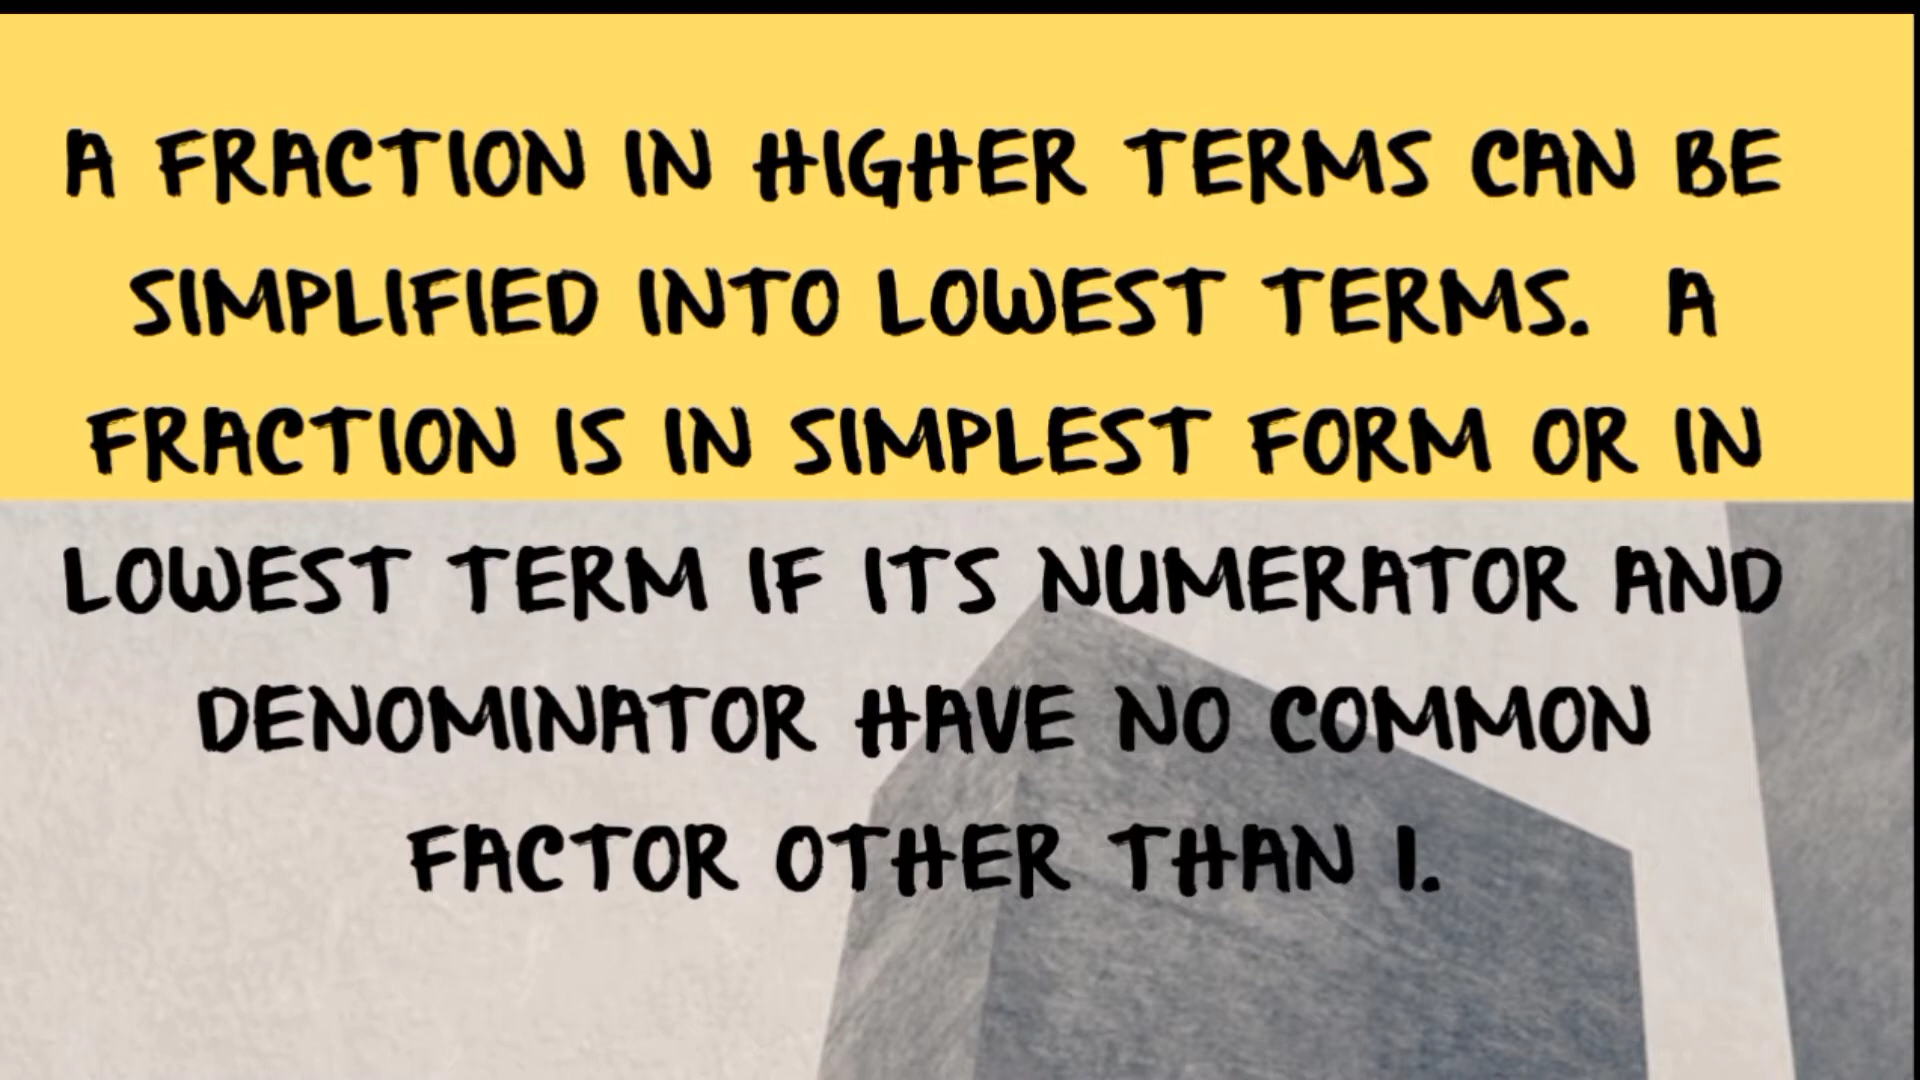 A FRACTION IN HIGHER TERMS CAN BE
SIMPLIFIED INTO LOWEST TERMS. A
FRACTION IS IN SIMPLEST FORM OR IN
LOWEST TERM IF ITS NUMERATOR AND
DENOMINATOR HAVE NO COMMON
FACTOR OTHER THAN 1.